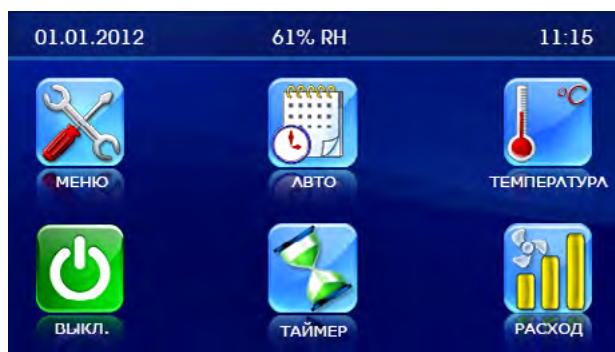 01.01.2012 61% RH 11:15
°C
МЕНЮ АВТО ТЕМПЕРАТУРА
ВЫКЛ. ТАЙМЕР РАСХОД